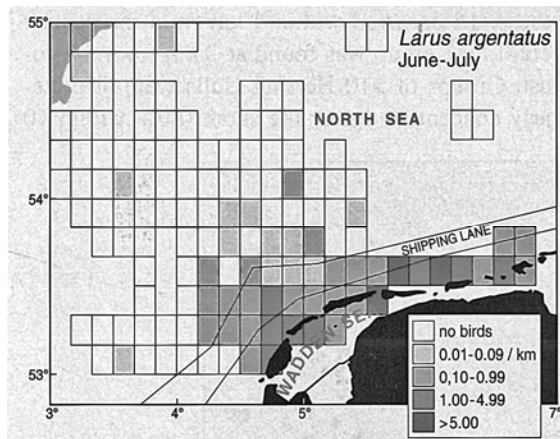 55°
Larus argentatus
June-July
NORTH SEA
54°
SHIPPING LANE
WADDEN-SEA
no birds
0.01-0.09 / km
0,10-0.99
1.00-4.99
>5.00
53°
3°
4°
5°
7°